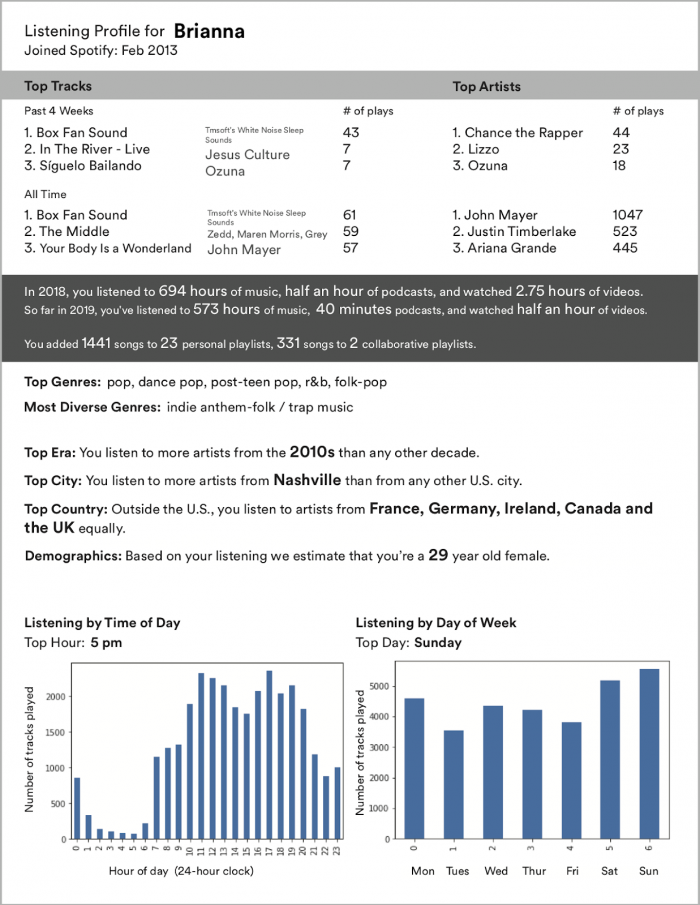 Listening Profile for Brianna
Joined Spotify: Feb 2013
Top Tracks
Top Artists
Past 4 Weeks # of plays # of plays
1. Box Fan Sound Tmsoft's White Noise Sleep Sounds 43 1. Chance the Rapper 44
2. In The River - Live Jesus Culture 7 2. Lizzo 23
3. Síguelo Bailando Ozuna 7 3. Ozuna 18
All Time
1. Box Fan Sound Tmsoft's White Noise Sleep Sounds 61 1. John Mayer 1047
2. The Middle Zedd, Maren Morris, Grey 59 2. Justin Timberlake 523
3. Your Body Is a Wonderland John Mayer 57 3. Ariana Grande 445
In 2018, you listened to 694 hours of music, half an hour of podcasts, and watched 2.75 hours of videos.
So far in 2019, you've listened to 573 hours of music, 40 minutes podcasts, and watched half an hour of videos.
You added 1441 songs to 23 personal playlists, 331 songs to 2 collaborative playlists.
Top Genres: pop, dance pop, post-teen pop, r&b, folk-pop
Most Diverse Genres: indie anthem-folk / trap music
Top Era: You listen to more artists from the 2010s than any other decade.
Top City: You listen to more artists from Nashville than from any other U.S. city.
Top Country: Outside the U.S., you listen to artists from France, Germany, Ireland, Canada and
the UK equally.
Demographics: Based on your listening we estimate that you're a 29 year old female.
Listening by Time of Day
Top Hour: 5 pm
Number of tracks played
2000
1500
1000
500
0
0 1 2 3 4 5 6 7 8 9 10 11 12 13 14 15 16 17 18 19 20 21 22 23
Hour of day (24-hour clock)
Listening by Day of Week
Top Day: Sunday
Number of tracks played
5000
4000
3000
2000
1000
0
0 1 2 3 4 5 6
Mon Tues Wed Thur Fri Sat Sun